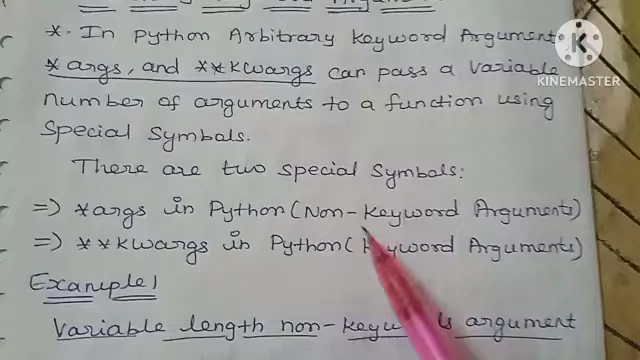 *. In Python Arbitrary Keyword Argument
*args, and **kwargs can pass a variable
number of arguments to a function using
Special Symbols.
There are two special symbols:
=) *args in Python (Non-Keyword Arguments)
=) **kwargs in Python (Keyword Arguments)
Example 1
Variable length non-keyw s argument
KINEMASTER